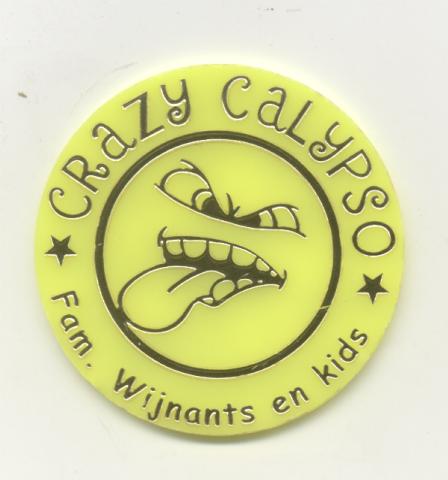 CRaZY CaLYPSO
Fam. Wijnants en kids